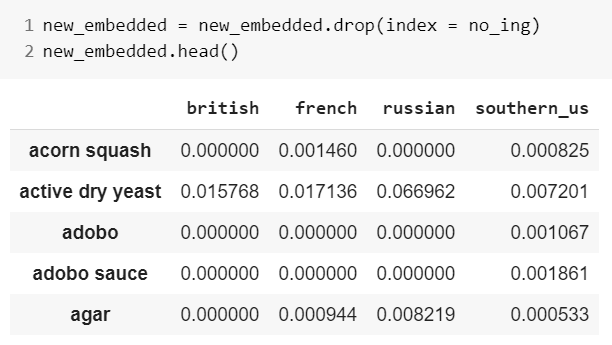 1 new_embedded = new_embedded.drop(index = no_ing)
2 new_embedded.head()
british french russian southern_us
acorn squash 0.000000 0.001460 0.000000 0.000825
active dry yeast 0.015768 0.017136 0.066962 0.007201
adobo 0.000000 0.000000 0.000000 0.001067
adobo sauce 0.000000 0.000000 0.000000 0.001861
agar 0.000000 0.000944 0.008219 0.000533